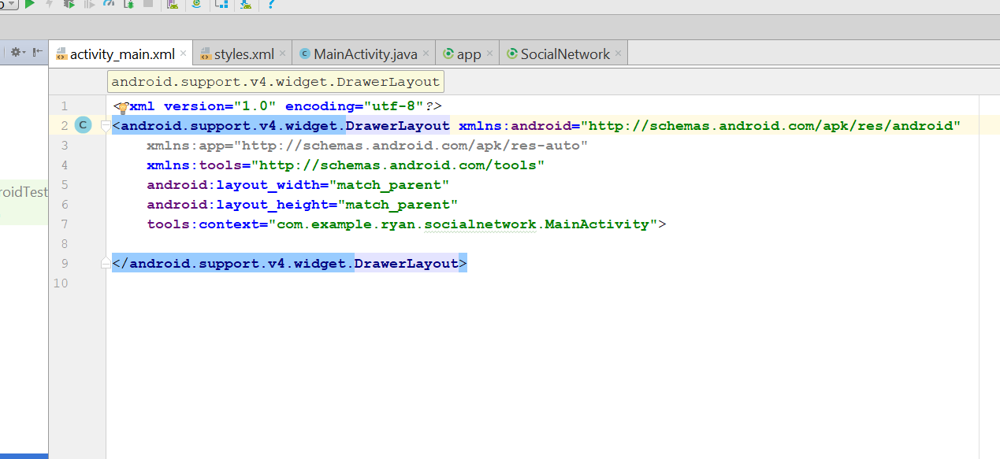 activity_main.xml styles.xml MainActivity.java app SocialNetwork
android.support.v4.widget.DrawerLayout
1 <?xml version="1.0" encoding="utf-8"?>
2 C <android.support.v4.widget.DrawerLayout xmlns:android="http://schemas.android.com/apk/res/android"
3 xmlns:app="http://schemas.android.com/apk/res-auto"
4 xmlns:tools="http://schemas.android.com/tools"
roidTest
5 android:layout_width="match_parent"
6 android:layout_height="match_parent"
7 tools:context="com.example.ryan.socialnetwork.MainActivity">
8
9 </android.support.v4.widget.DrawerLayout>
10